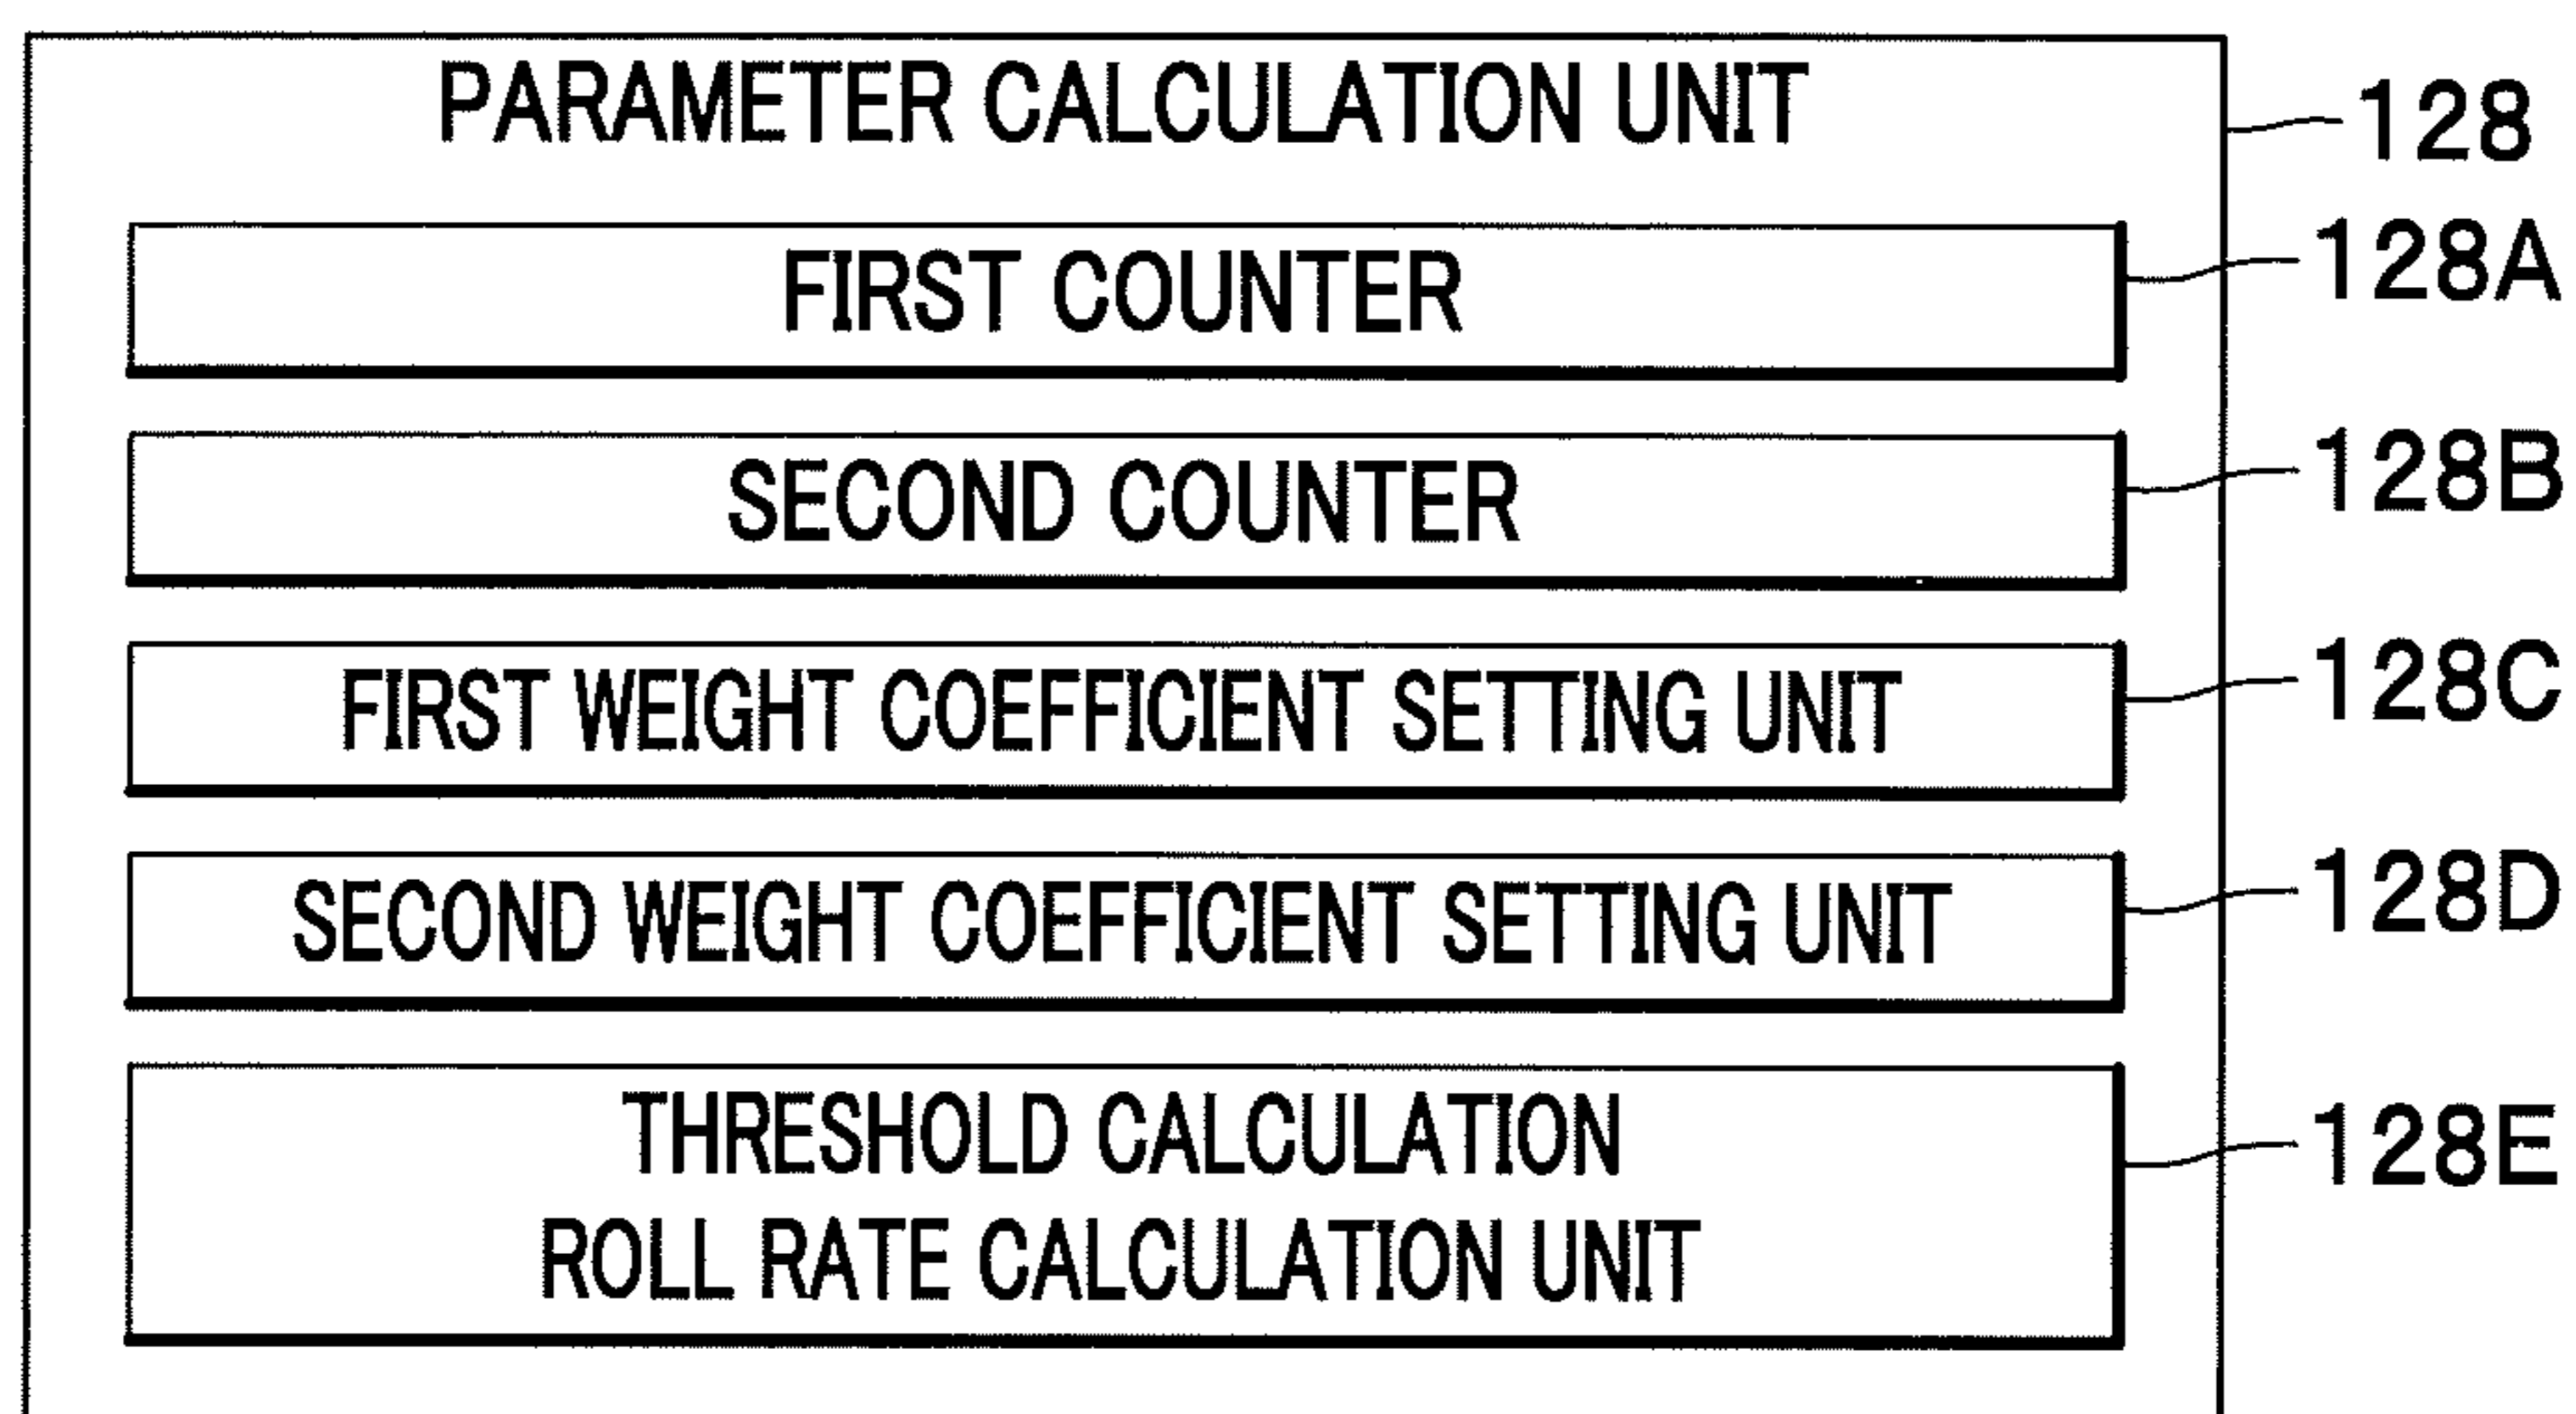 PARAMETER CALCULATION UNIT
128
FIRST COUNTER
128A
SECOND COUNTER
128B
FIRST WEIGHT COEFFICIENT SETTING UNIT
128C
SECOND WEIGHT COEFFICIENT SETTING UNIT
128D
THRESHOLD CALCULATION
ROLL RATE CALCULATION UNIT
128E